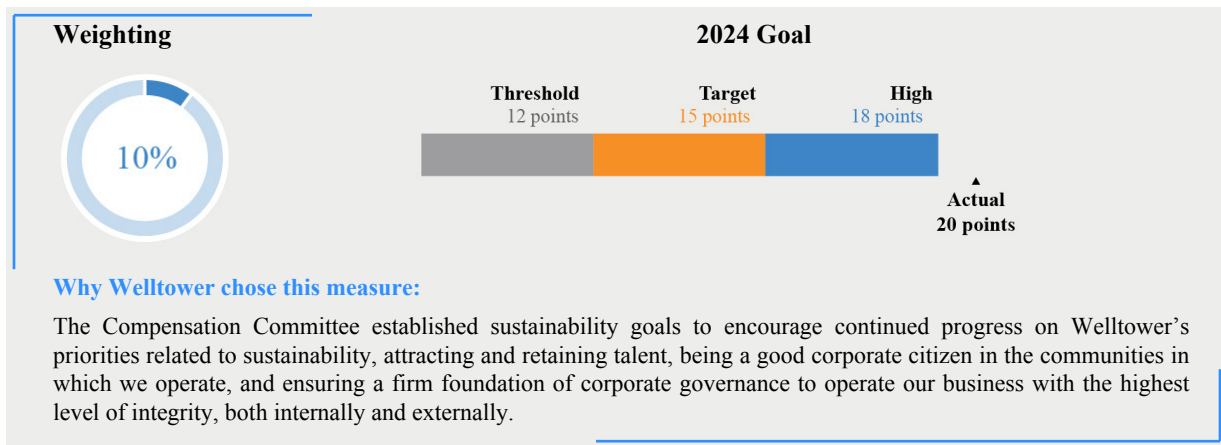 Weighting
2024 Goal
10%
Threshold
12 points
Target
15 points
High
18 points
▲
Actual
20 points
Why Welltower chose this measure:
The Compensation Committee established sustainability goals to encourage continued progress on Welltower’s
priorities related to sustainability, attracting and retaining talent, being a good corporate citizen in the communities in
which we operate, and ensuring a firm foundation of corporate governance to operate our business with the highest
level of integrity, both internally and externally.